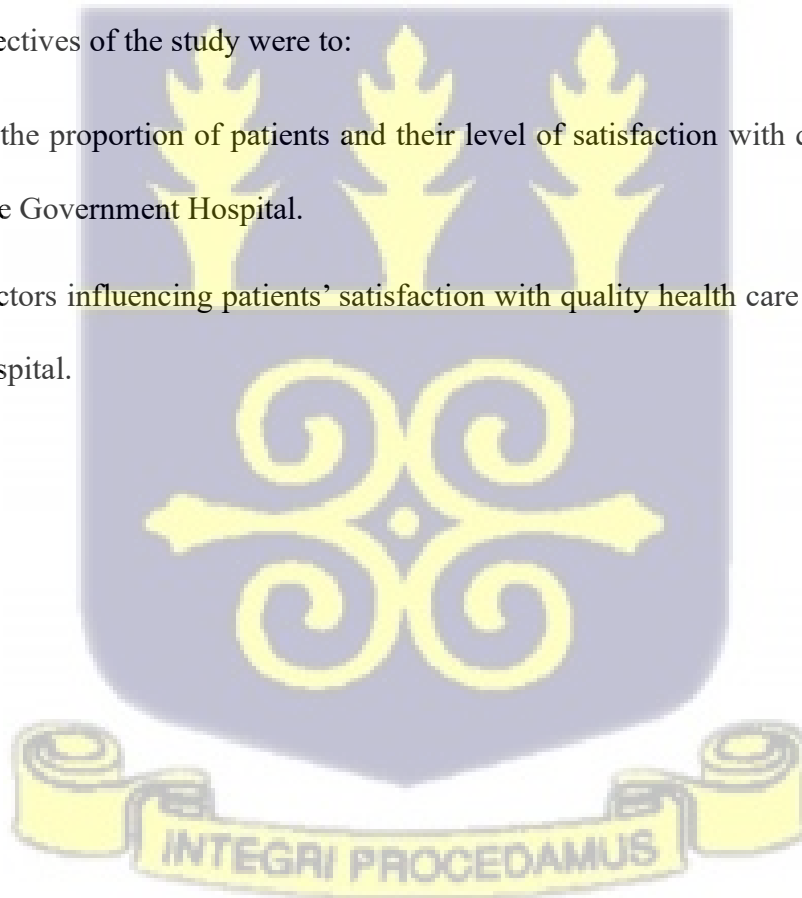 ectives of the study were to:
the proportion of patients and their level of satisfaction with
e Government Hospital.
ctors influencing patients’ satisfaction with quality health care
spital.
INTEGRI PROCEDAMUS